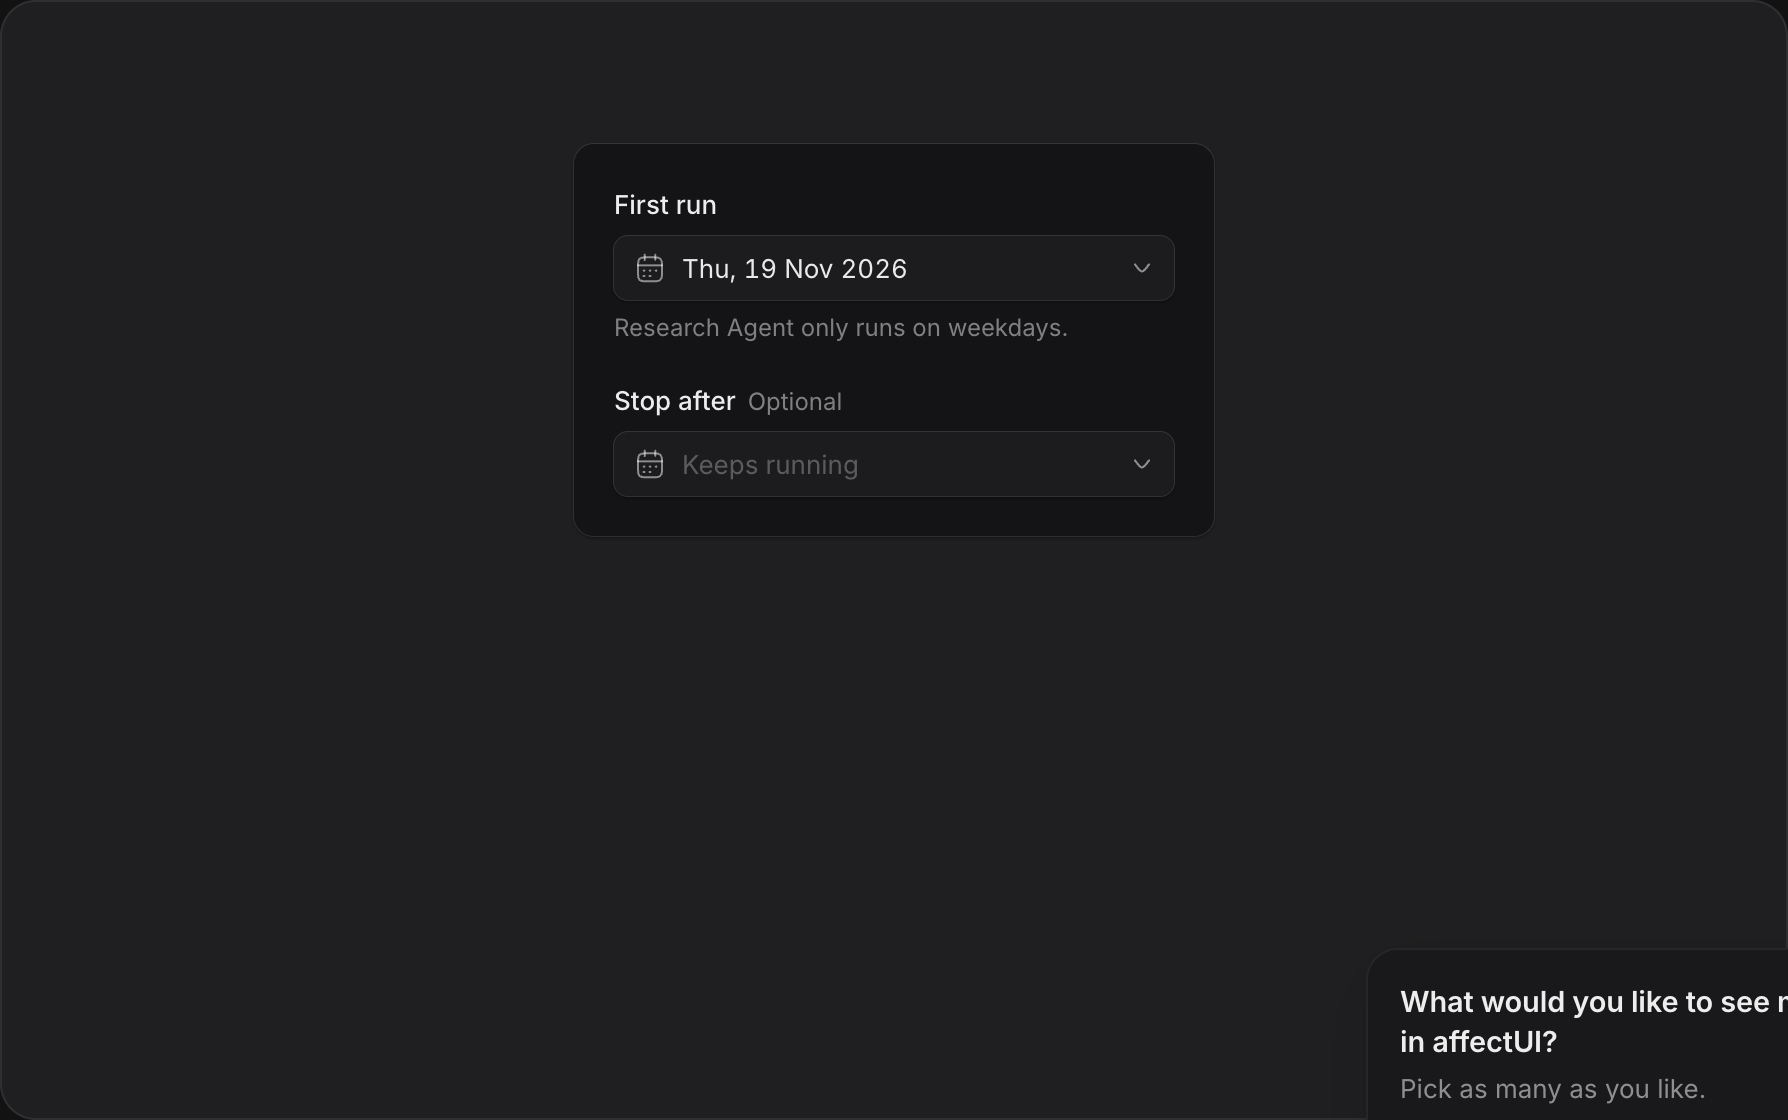 First run
Thu, 19 Nov 2026
Research Agent only runs on weekdays.
Stop after Optional
Keeps running
What would you like to see
in affectUI?
Pick as many as you like.